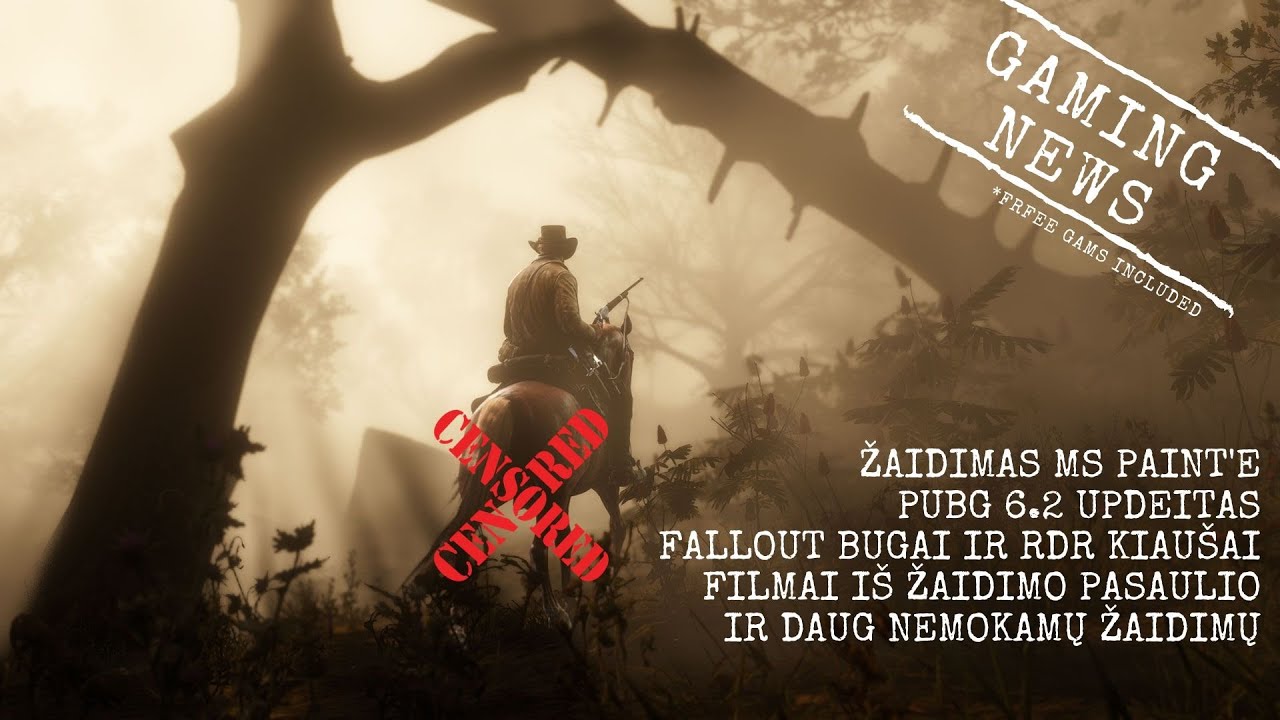 GAMING
NEWS
*FRFEE GAMS INCLUDED
CENSORED
CENSORED
ŽAIDIMAS MS PAINT'E
PUBG 6.2 UPDEITAS
FALLOUT BUGAI IR RDR KIAUŠAI
FILMAI IŠ ŽAIDIMO PASAULIO
IR DAUG NEMOKAMŲ ŽAIDIMŲ